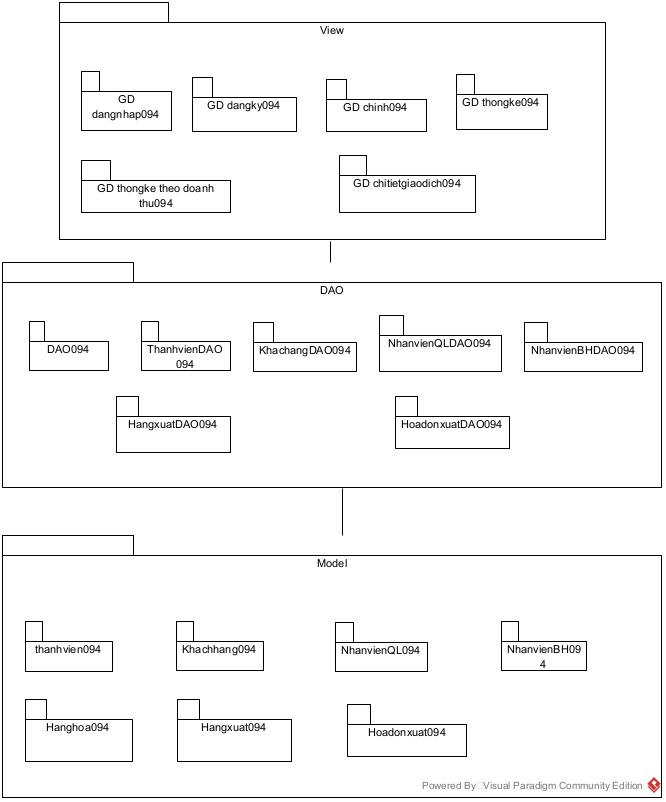 View
GD
dangnhap094
GD dangky094
GD chinh094
GD thongke094
GD thongke theo doanh
thu094
GD chitietgiaodich094
DAO
DAO094
ThanhvienDAO
094
KhachangDAO094
NhanvienQLDAO094
NhanvienBHDAO094
HangxuatDAO094
HoadonxuatDAO094
Model
thanhvien094
Khachhang094
NhanvienQL094
NhanvienBH09
4
Hanghoa094
Hangxuat094
Hoadonxuat094
Powered By Visual Paradigm Community Edition